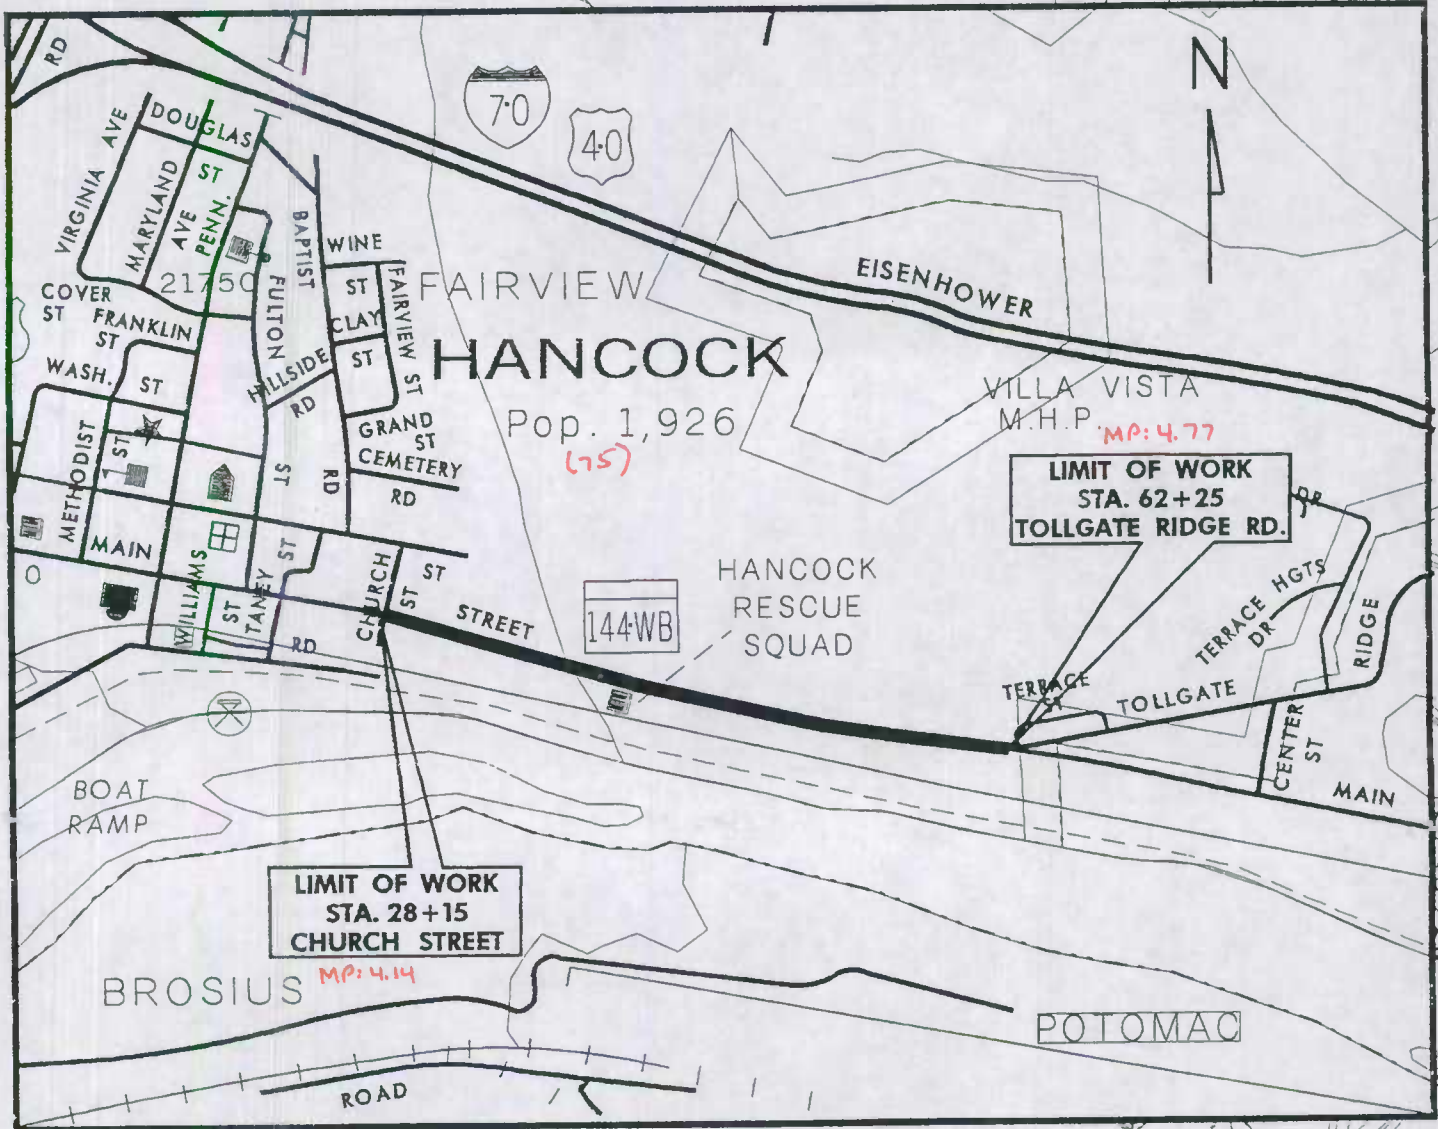 RD
N
70
40
DOUGLAS
ST
VIRGINIA AVE
MARYLAND
AVE
PENN.
21750
BAPTIST
RD
WINE
ST
CLAY
ST
FAIRVIEW ST
FULTON
ST
HILLSIDE
RD
COVER
ST
FRANKLIN
ST
WASH. ST
METHODIST
ST
GRAND
ST
CEMETERY
RD
FAIRVIEW
HANCOCK
Pop. 1,926
(75)
EISENHOWER
VILLA VISTA
M.H.P.
MP: 4.77
LIMIT OF WORK
STA. 62+25
TOLLGATE RIDGE RD.
DR
MAIN
STREET
WILLIAMS
ST
TANEY
ST
CHURCH
ST
ST
RD
144WB
HANCOCK
RESCUE
SQUAD
TERRACE HGTS
DR
RIDGE
TERRACE
ST
TOLLGATE
CENTER
ST
MAIN
BOAT
RAMP
LIMIT OF WORK
STA. 28+15
CHURCH STREET
MP: 4.14
BROSIUS
POTOMAC
ROAD